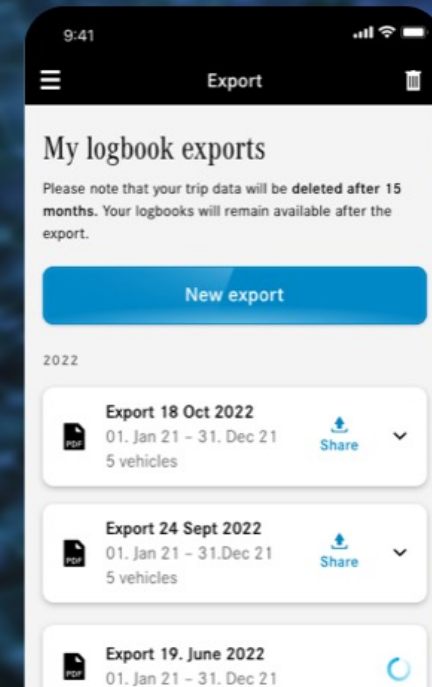 9:41
Export
My logbook exports
Please note that your trip data will be deleted after 15
months. Your logbooks will remain available after the
export.
New export
2022
Export 18 Oct 2022
01. Jan 21 – 31. Dec 21
5 vehicles
PDF
Share
Export 24 Sept 2022
01. Jan 21 – 31.Dec 21
5 vehicles
PDF
Share
Export 19. June 2022
01. Jan 21 – 31. Dec 21
PDF